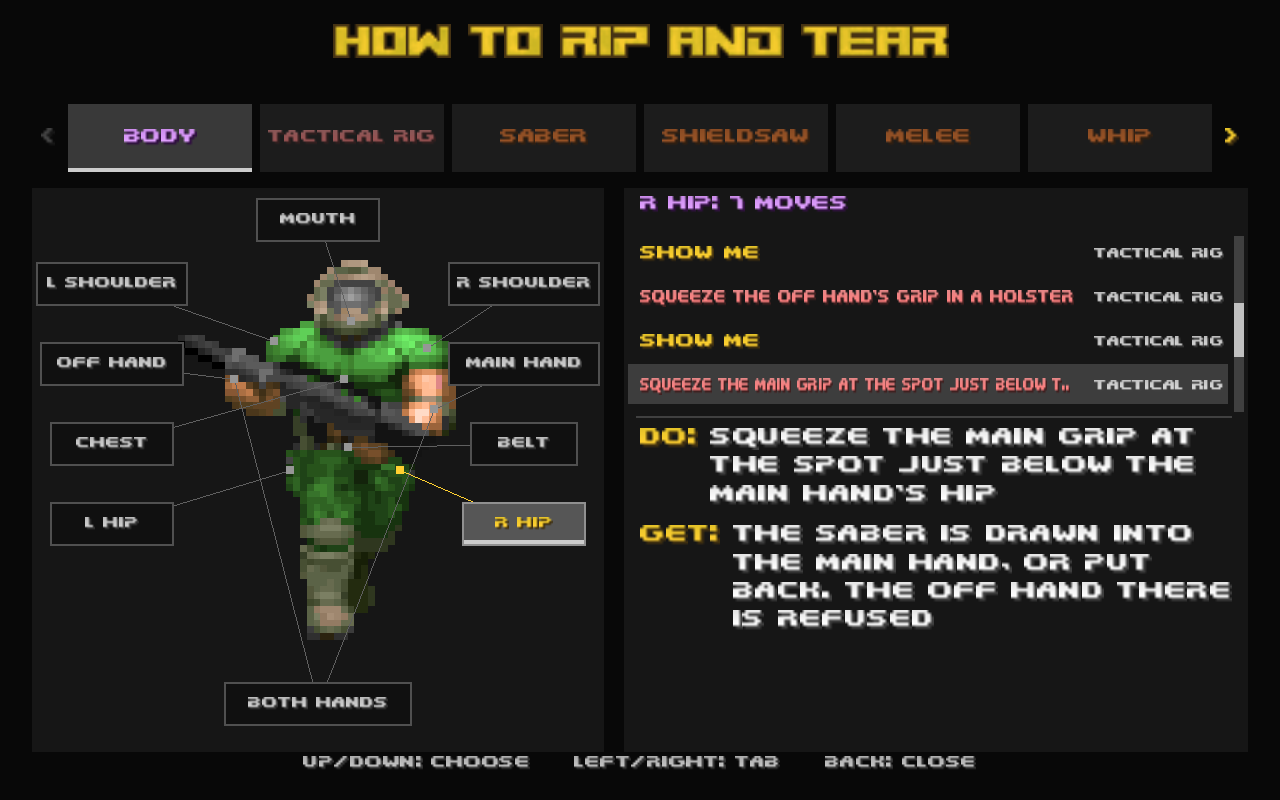 HOW TO RIP AND TEAR
BODY
TACTICAL RIG
SABER
SHIELDSAW
MELEE
WHIP
MOUTH
L SHOULDER
R SHOULDER
OFF HAND
MAIN HAND
CHEST
BELT
L HIP
R HIP
BOTH HANDS
R HIP: 7 MOVES
SHOW ME TACTICAL RIG
SQUEEZE THE OFF HAND'S GRIP IN A HOLSTER TACTICAL RIG
SHOW ME TACTICAL RIG
SQUEEZE THE MAIN GRIP AT THE SPOT JUST BELOW T.. TACTICAL RIG
DO: SQUEEZE THE MAIN GRIP AT
THE SPOT JUST BELOW THE
MAIN HAND'S HIP
GET: THE SABER IS DRAWN INTO
THE MAIN HAND, OR PUT
BACK. THE OFF HAND THERE
IS REFUSED
UP/DOWN: CHOOSE LEFT/RIGHT: TAB BACK: CLOSE